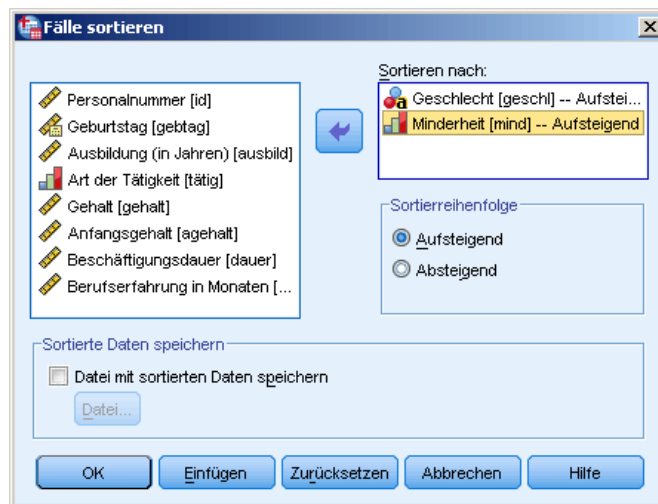 Fälle sortieren
Personalnummer [id]
Geburtstag [gebtag]
Ausbildung (in Jahren) [ausbild]
Art der Tätigkeit [tätig]
Gehalt [gehalt]
Anfangsgehalt [agehalt]
Beschäftigungsdauer [dauer]
Berufserfahrung in Monaten [...
Sortieren nach:
a Geschlecht [geschl] -- Aufstei...
Minderheit [mind] -- Aufsteigend
Sortierreihenfolge
Aufsteigend
Absteigend
Sortierte Daten speichern
Datei mit sortierten Daten speichern
Datei...
OK Einfügen Zurücksetzen Abbrechen Hilfe